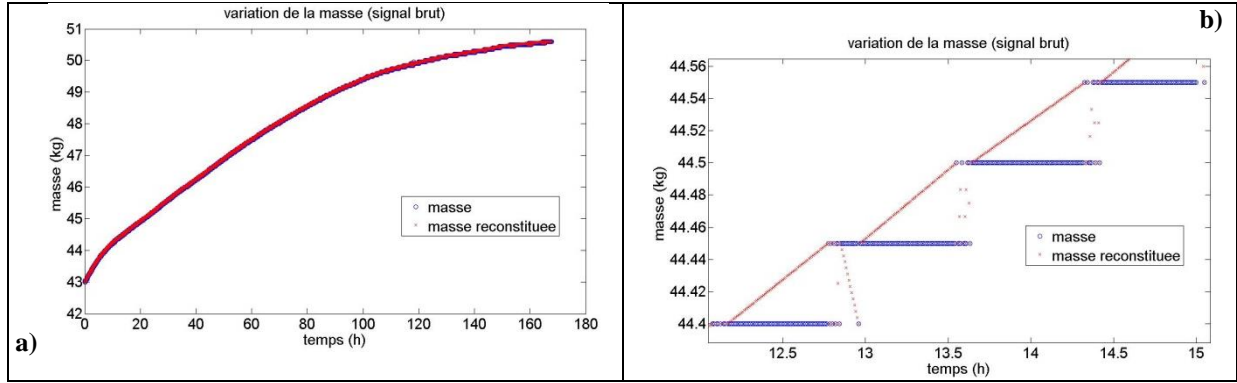 variation de la masse (signal brut)
51
50
49
48
47
46
45
44
43
42
masse (kg)
masse
masse reconstituee
0 20 40 60 80 100 120 140 160 180
temps (h)
a)
b)
variation de la masse (signal brut)
44.56
44.54
44.52
44.5
44.48
44.46
44.44
44.42
44.4
masse (kg)
masse
masse reconstituee
12.5 13 13.5 14 14.5 15
temps (h)